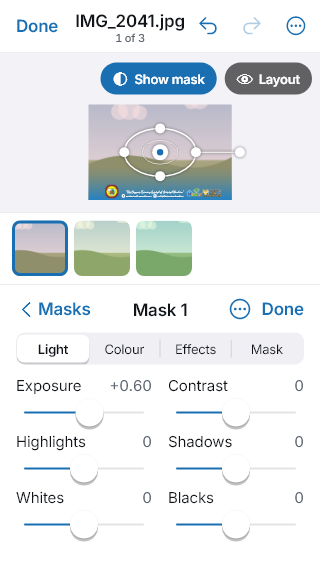 Done
IMG_2041.jpg
1 of 3
Show mask
Layout
Masks
Mask 1
Done
Light
Colour
Effects
Mask
Exposure +0.60
Contrast 0
Highlights 0
Shadows 0
Whites 0
Blacks 0